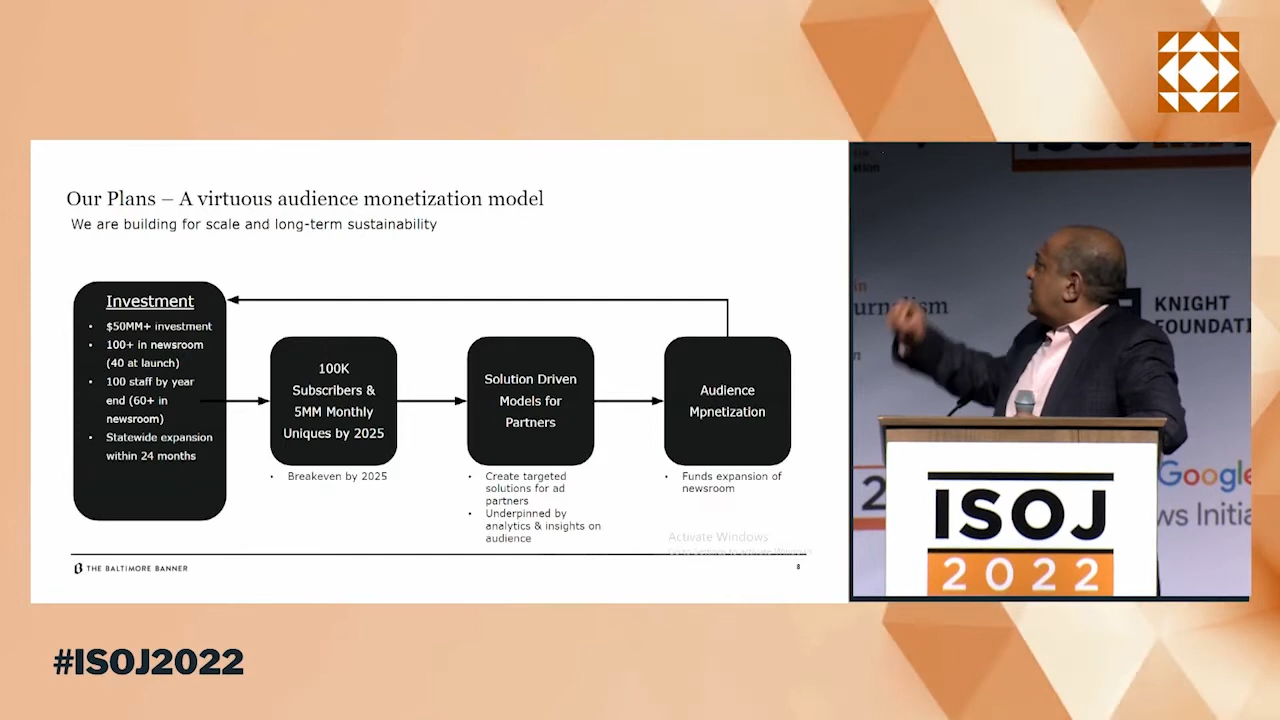 Our Plans – A virtuous audience monetization model
We are building for scale and long-term sustainability
Investment
• $50MM+ investment
• 100+ in newsroom
(40 at launch)
• 100 staff by year
end (60+ in
newsroom)
• Statewide expansion
within 24 months
100K
Subscribers &
5MM Monthly
Uniques by 2025
• Breakeven by 2025
Solution Driven
Models for
Partners
• Create targeted
solutions for ad
partners
• Underpinned by
analytics & insights on
audience
Audience
Mpnetization
• Funds expansion of
newsroom
Activate Windows
THE BALTIMORE BANNER
8
urnalism
KNIGHT
FOUNDATI
Google
ws Initia
2
ISOJ
2022
#ISOJ2022